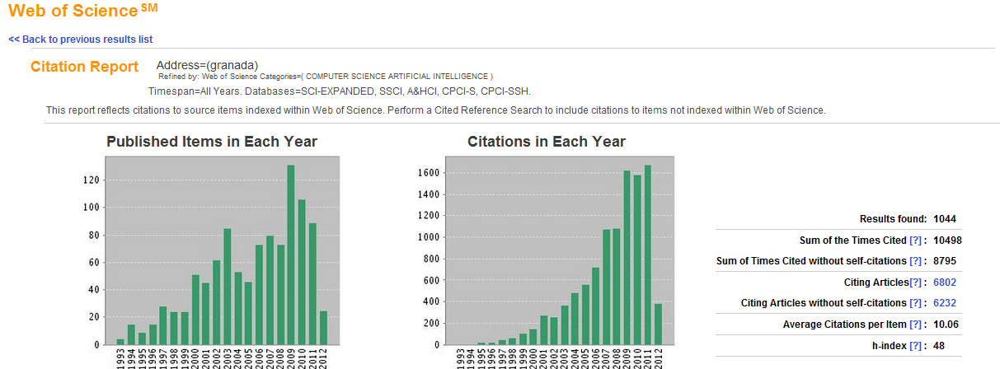 Web of Science SM
<< Back to previous results list
Citation Report Address=(granada)
Refined by: Web of Science Categories=( COMPUTER SCIENCE ARTIFICIAL INTELLIGENCE )
Timespan=All Years. Databases=SCI-EXPANDED, SSCI, A&HCI, CPCI-S, CPCI-SSH.
This report reflects citations to source items indexed within Web of Science. Perform a Cited Reference Search to include citations to items not indexed within Web of Science.
Published Items in Each Year
120
100
80
60
40
20
0
1993 1994 1995 1996 1997 1998 1999 2000 2001 2002 2003 2004 2005 2006 2007 2008 2009 2010 2011 2012
Citations in Each Year
1600
1400
1200
1000
800
600
400
200
0
1993 1994 1995 1996 1997 1998 1999 2000 2001 2002 2003 2004 2005 2006 2007 2008 2009 2010 2011 2012
Results found: 1044
Sum of the Times Cited [?] : 10498
Sum of Times Cited without self-citations [?] : 8795
Citing Articles[?] : 6802
Citing Articles without self-citations [?] : 6232
Average Citations per Item [?] : 10.06
h-index [?] : 48